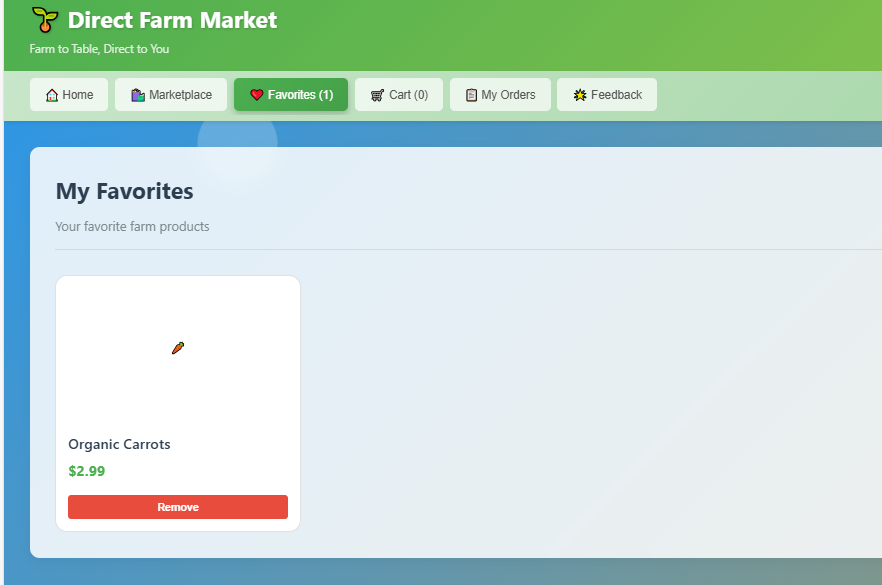 Direct Farm Market
Farm to Table, Direct to You
Home
Marketplace
Favorites (1)
Cart (0)
My Orders
Feedback
My Favorites
Your favorite farm products
Organic Carrots
$2.99
Remove